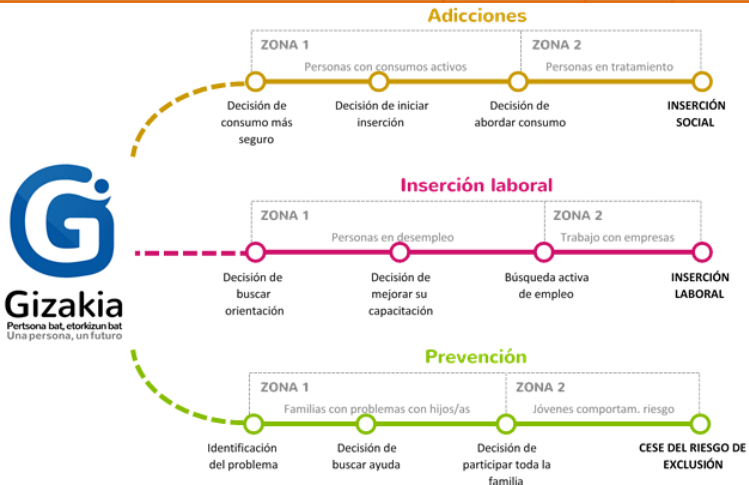 Adicciones
ZONA 1
ZONA 2
Personas con consumos activos
Personas en tratamiento
Decisión de
consumo más
seguro
Decisión de iniciar
inserción
Decisión de
abordar consumo
INSERCIÓN
SOCIAL
Inserción laboral
ZONA 1
ZONA 2
Personas en desempleo
Trabajo con empresas
Decisión de
buscar
orientación
Decisión de
mejorar su
capacitación
Búsqueda activa
de empleo
INSERCIÓN
LABORAL
Gizakia
Pertsona bat, etorkizun bat
Una persona, un futuro
Prevención
ZONA 1
ZONA 2
Familias con problemas con hijos/as
Jóvenes comportam. riesgo
Identificación
del problema
Decisión de
buscar ayuda
Decisión de
participar toda la
familia
CESE DEL RIESGO DE
EXCLUSIÓN